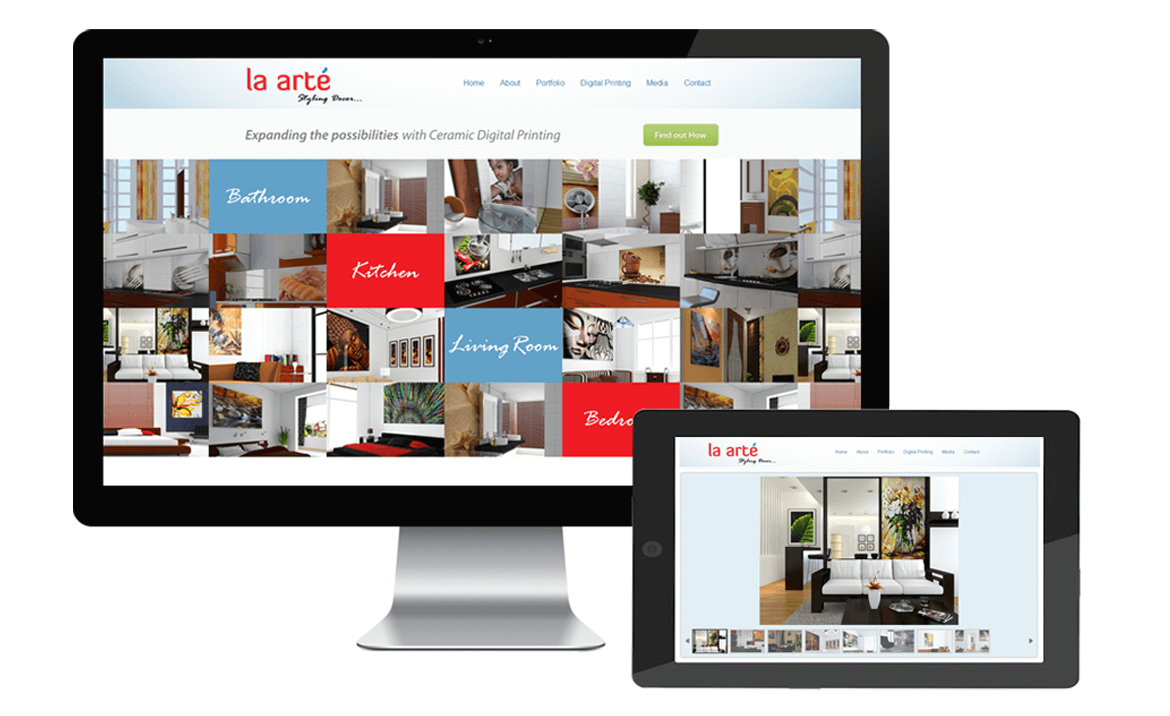 la arté
Styling Decor...
Home About Portfolio Digital Printing Media Contact
Expanding the possibilities with Ceramic Digital Printing
Find out How
Bathroom
Kitchen
Living Room
Bedro
la arté
Styling Decor...
Home About Portfolio Digital Printing Media Contact